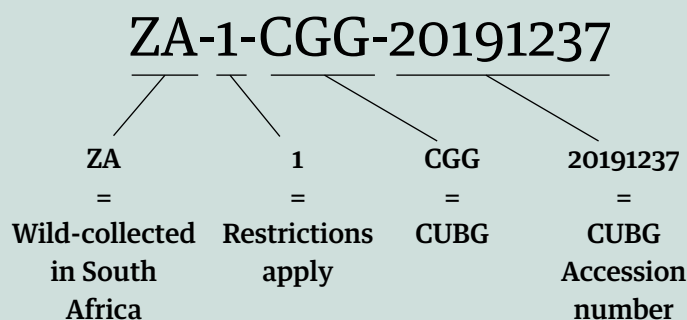 ZA-1-CGG-20191237
ZA 1 CGG 20191237
= = = =
Wild-collected Restrictions CUBG CUBG
in South apply Accession
Africa number